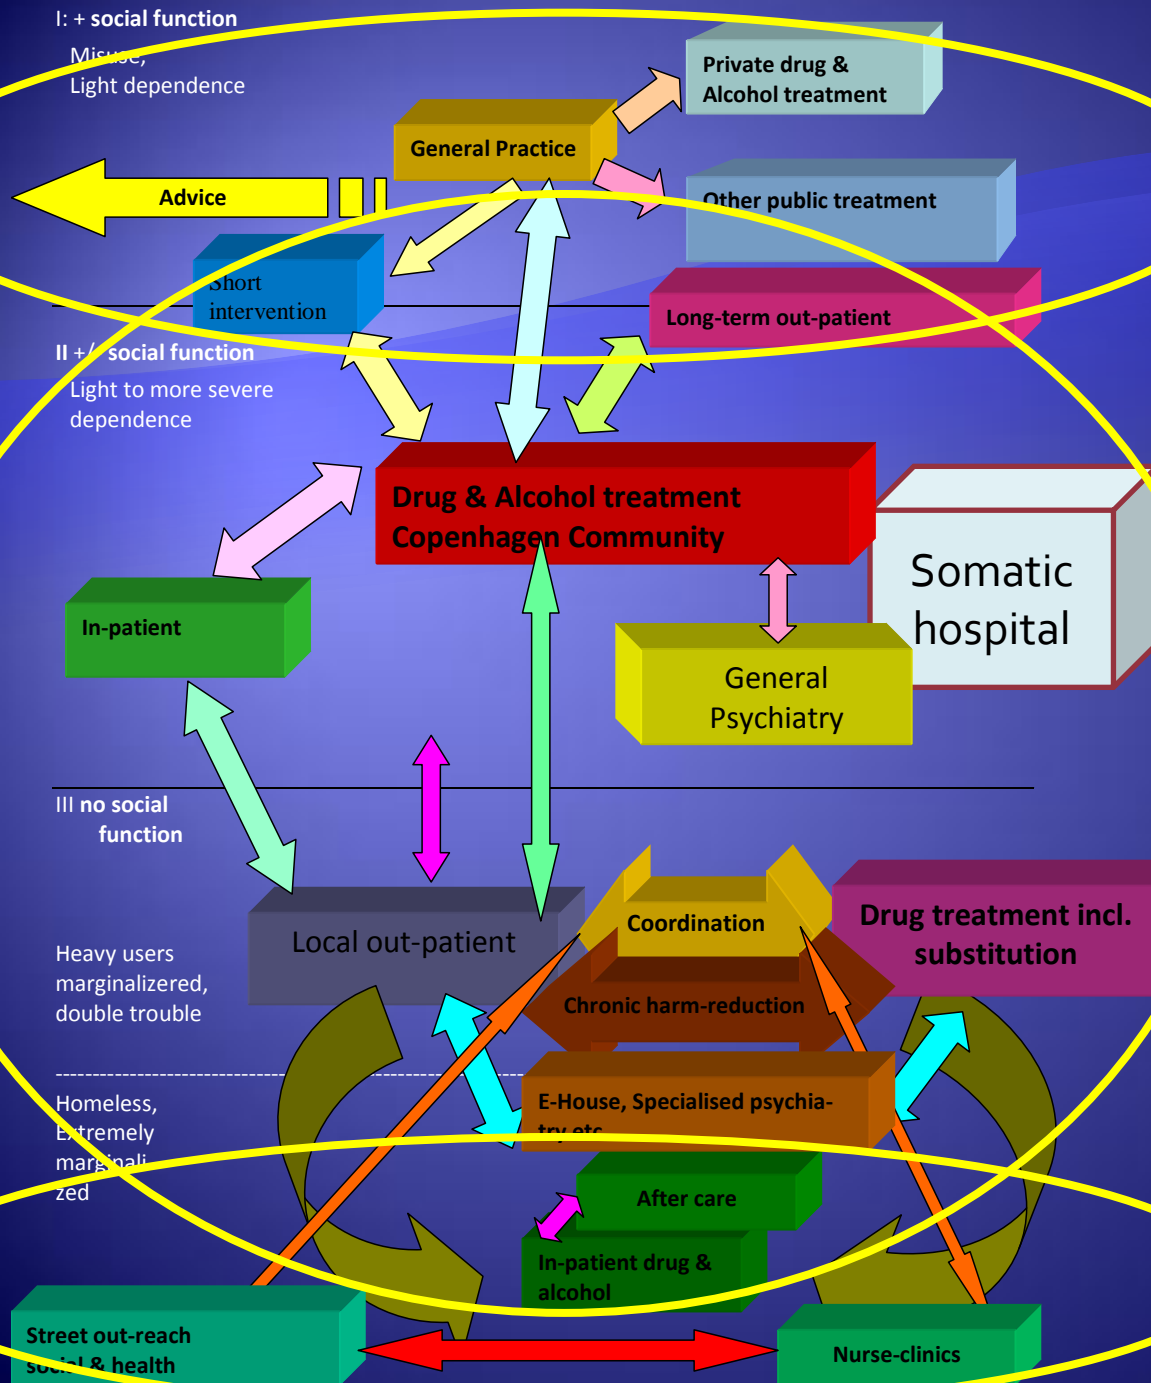 I: + social function
Misuse,
Light dependence
Private drug &
Alcohol treatment
General Practice
Advice
Other public treatment
Short
intervention
Long-term out-patient
II +/- social function
Light to more severe
dependence
Drug & Alcohol treatment
Copenhagen Community
Somatic
hospital
In-patient
General
Psychiatry
III no social
function
Local out-patient
Coordination
Drug treatment incl.
substitution
Heavy users
marginalizered,
double trouble
Chronic harm-reduction
Homeless,
Extremely
marginali
zed
E-House, Specialised psychia-
try etc
After care
In-patient drug &
alcohol
Street out-reach
social & health
Nurse-clinics